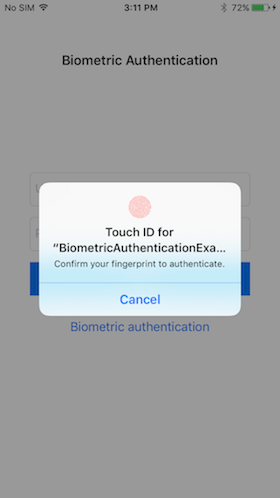 No SIM 3:11 PM 72%
Biometric Authentication
Touch ID for
“BiometricAuthenticationExa...
Confirm your fingerprint to authenticate.
Cancel
Biometric authentication